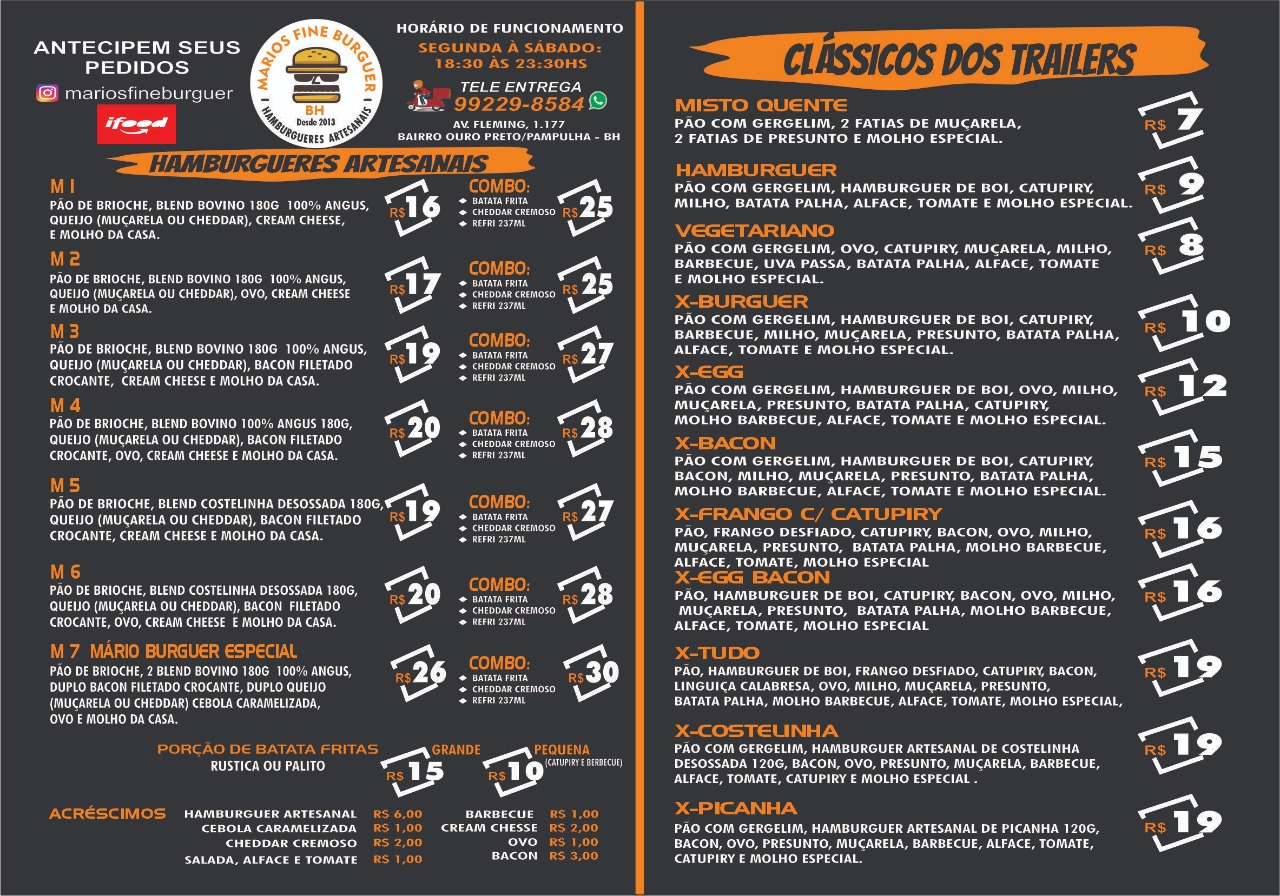 ANTECIPEM SEUS
PEDIDOS
mariosfineburguer
ifood
MARIOS FINE BURGUER
BH
Desde 2013
HAMBURGUERES ARTESANAIS
HORÁRIO DE FUNCIONAMENTO
SEGUNDA À SÁBADO:
18:30 ÀS 23:30HS
TELE ENTREGA
99229-8584
AV. FLEMING, 1.177
BAIRRO OURO PRETO/PAMPULHA - BH
HAMBURGUERES ARTESANAIS
M 1
PÃO DE BRIOCHE, BLEND BOVINO 180G 100% ANGUS,
QUEIJO (MUÇARELA OU CHEDDAR), CREAM CHEESE,
E MOLHO DA CASA.
R$16
COMBO:
BATATA FRITA
CHEDDAR CREMOSO
REFRI 237ML
R$25
M 2
PÃO DE BRIOCHE, BLEND BOVINO 180G 100% ANGUS,
QUEIJO (MUÇARELA OU CHEDDAR), OVO, CREAM CHEESE
E MOLHO DA CASA.
R$17
COMBO:
BATATA FRITA
CHEDDAR CREMOSO
REFRI 237ML
R$25
M 3
PÃO DE BRIOCHE, BLEND BOVINO 180G 100% ANGUS,
QUEIJO (MUÇARELA OU CHEDDAR), BACON FILETADO
CROCANTE, CREAM CHEESE E MOLHO DA CASA.
R$19
COMBO:
BATATA FRITA
CHEDDAR CREMOSO
REFRI 237ML
R$27
M 4
PÃO DE BRIOCHE, BLEND BOVINO 100% ANGUS 180G,
QUEIJO (MUÇARELA OU CHEDDAR), BACON FILETADO
CROCANTE, OVO, CREAM CHEESE E MOLHO DA CASA.
R$20
COMBO:
BATATA FRITA
CHEDDAR CREMOSO
REFRI 237ML
R$28
M 5
PÃO DE BRIOCHE, BLEND COSTELINHA DESOSSADA 180G,
QUEIJO (MUÇARELA OU CHEDDAR), BACON FILETADO
CROCANTE, CREAM CHEESE E MOLHO DA CASA.
R$19
COMBO:
BATATA FRITA
CHEDDAR CREMOSO
REFRI 237ML
R$27
M 6
PÃO DE BRIOCHE, BLEND COSTELINHA DESOSSADA 180G,
QUEIJO (MUÇARELA OU CHEDDAR), BACON FILETADO
CROCANTE, OVO, CREAM CHEESE E MOLHO DA CASA.
R$20
COMBO:
BATATA FRITA
CHEDDAR CREMOSO
REFRI 237ML
R$28
M 7 MÁRIO BURGUER ESPECIAL
PÃO DE BRIOCHE, 2 BLEND BOVINO 180G 100% ANGUS,
DUPLO BACON FILETADO CROCANTE, DUPLO QUEIJO
(MUÇARELA OU CHEDDAR) CEBOLA CARAMELIZADA,
OVO E MOLHO DA CASA.
R$26
COMBO:
BATATA FRITA
CHEDDAR CREMOSO
REFRI 237ML
R$30
PORÇÃO DE BATATA FRITAS
RUSTICA OU PALITO
GRANDE
R$15
PEQUENA
(CATUPIRY E BERBECUE)
R$10
ACRÉSCIMOS
HAMBURGUER ARTESANAL R$ 6,00
CEBOLA CARAMELIZADA R$ 1,00
CHEDDAR CREMOSO R$ 2,00
SALADA, ALFACE E TOMATE R$ 1,00
BARBECUE R$ 1,00
CREAM CHESSE R$ 2,00
OVO R$ 1,00
BACON R$ 3,00
CLÁSSICOS DOS TRAILERS
MISTO QUENTE
PÃO COM GERGELIM, 2 FATIAS DE MUÇARELA,
2 FATIAS DE PRESUNTO E MOLHO ESPECIAL.
R$ 7
HAMBURGUER
PÃO COM GERGELIM, HAMBURGUER DE BOI, CATUPIRY,
MILHO, BATATA PALHA, ALFACE, TOMATE E MOLHO ESPECIAL.
R$ 9
VEGETARIANO
PÃO COM GERGELIM, OVO, CATUPIRY, MUÇARELA, MILHO,
BARBECUE, UVA PASSA, BATATA PALHA, ALFACE, TOMATE
E MOLHO ESPECIAL.
R$ 8
X-BURGUER
PÃO COM GERGELIM, HAMBURGUER DE BOI, CATUPIRY,
BARBECUE, MILHO, MUÇARELA, PRESUNTO, BATATA PALHA,
ALFACE, TOMATE E MOLHO ESPECIAL.
R$ 10
X-EGG
PÃO COM GERGELIM, HAMBURGUER DE BOI, OVO, MILHO,
MUÇARELA, PRESUNTO, BATATA PALHA, CATUPIRY,
MOLHO BARBECUE, ALFACE, TOMATE E MOLHO ESPECIAL.
R$ 12
X-BACON
PÃO COM GERGELIM, HAMBURGUER DE BOI, CATUPIRY,
BACON, MILHO, MUÇARELA, PRESUNTO, BATATA PALHA,
MOLHO BARBECUE, ALFACE, TOMATE E MOLHO ESPECIAL.
R$ 15
X-FRANGO C/ CATUPIRY
PÃO, FRANGO DESFIADO, CATUPIRY, BACON, OVO, MILHO,
MUÇARELA, PRESUNTO, BATATA PALHA, MOLHO BARBECUE,
ALFACE, TOMATE, MOLHO ESPECIAL
R$ 16
X-EGG BACON
PÃO, HAMBURGUER DE BOI, CATUPIRY, BACON, OVO, MILHO,
MUÇARELA, PRESUNTO, BATATA PALHA, MOLHO BARBECUE,
ALFACE, TOMATE, MOLHO ESPECIAL
R$ 16
X-TUDO
PÃO, HAMBURGUER DE BOI, FRANGO DESFIADO, CATUPIRY, BACON,
LINGUIÇA CALABRESA, OVO, MILHO, MUÇARELA, PRESUNTO,
BATATA PALHA, MOLHO BARBECUE, ALFACE, TOMATE, MOLHO ESPECIAL,
R$ 19
X-COSTELINHA
PÃO COM GERGELIM, HAMBURGUER ARTESANAL DE COSTELINHA
DESOSSADA 120G, BACON, OVO, PRESUNTO, MUÇARELA, BARBECUE,
ALFACE, TOMATE, CATUPIRY E MOLHO ESPECIAL .
R$ 19
X-PICANHA
PÃO COM GERGELIM, HAMBURGUER ARTESANAL DE PICANHA 120G,
BACON, OVO, PRESUNTO, MUÇARELA, BARBECUE, ALFACE, TOMATE,
CATUPIRY E MOLHO ESPECIAL.
R$ 19